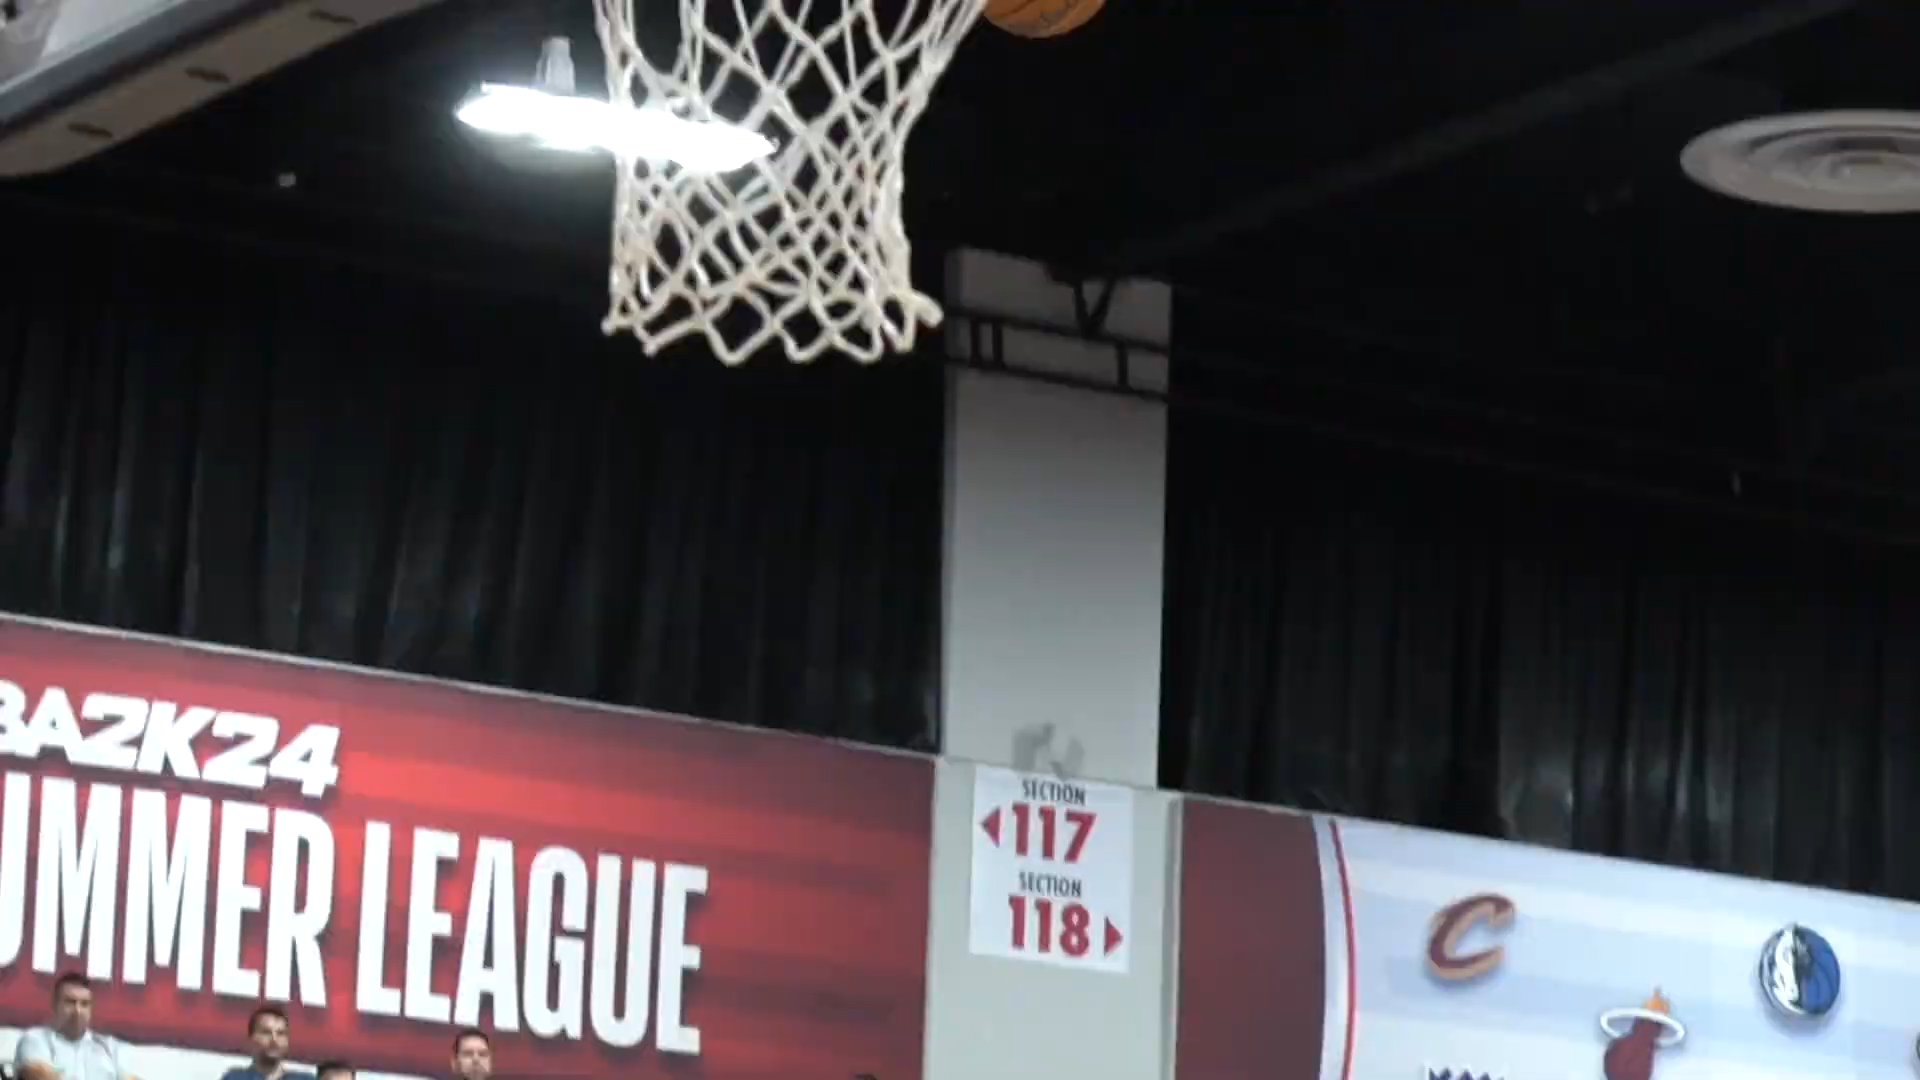 BA2K24
UMMER LEAGUE
SECTION
117
SECTION
118
C